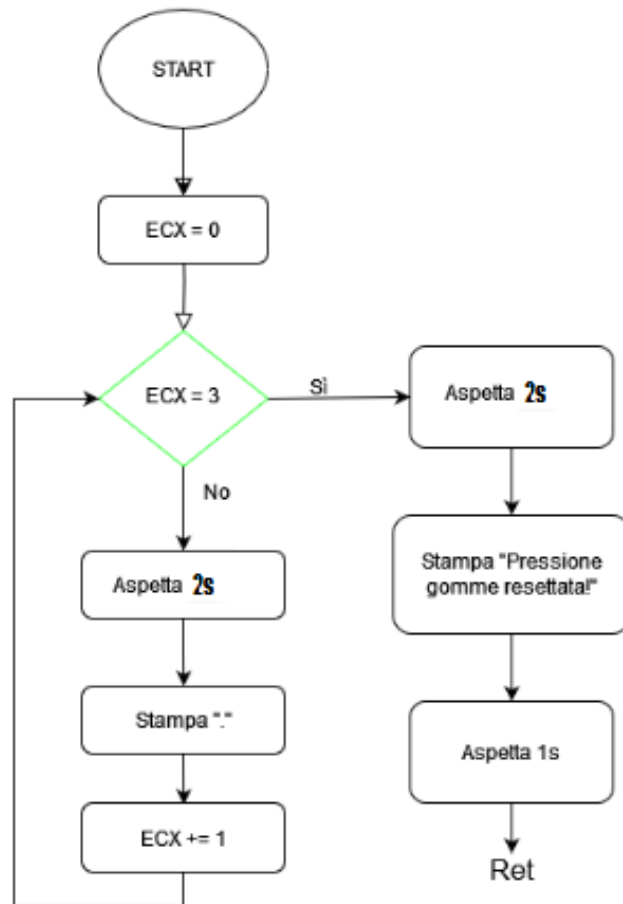 START
ECX = 0
ECX = 3
Sì
No
Aspetta 2s
Stampa "."
ECX += 1
Aspetta 2s
Stampa "Pressione
gomme resettata!"
Aspetta 1s
Ret